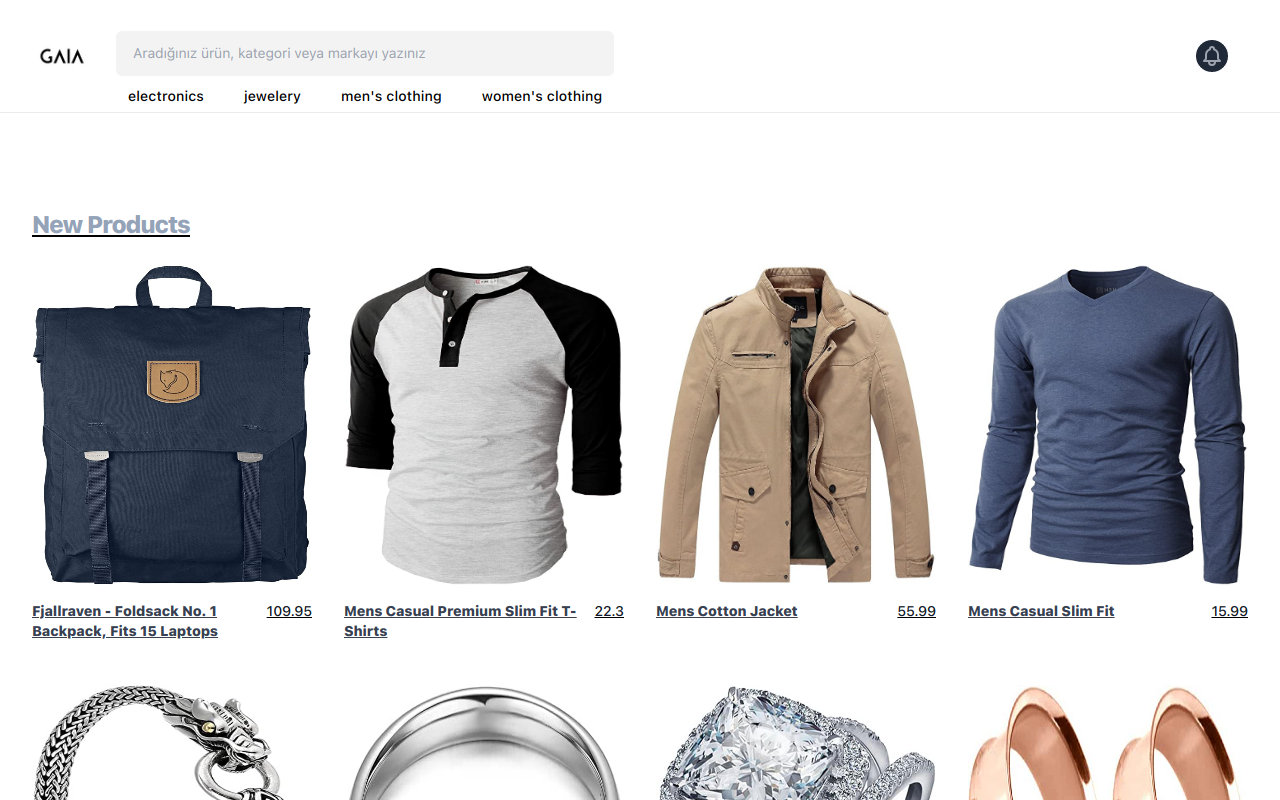 GAIA
Aradığınız ürün, kategori veya markayı yazınız
electronics
jewelery
men's clothing
women's clothing
New Products
Fjallraven - Foldsack No. 1
Backpack, Fits 15 Laptops
109.95
Mens Casual Premium Slim Fit T-
Shirts
22.3
Mens Cotton Jacket
55.99
Mens Casual Slim Fit
15.99